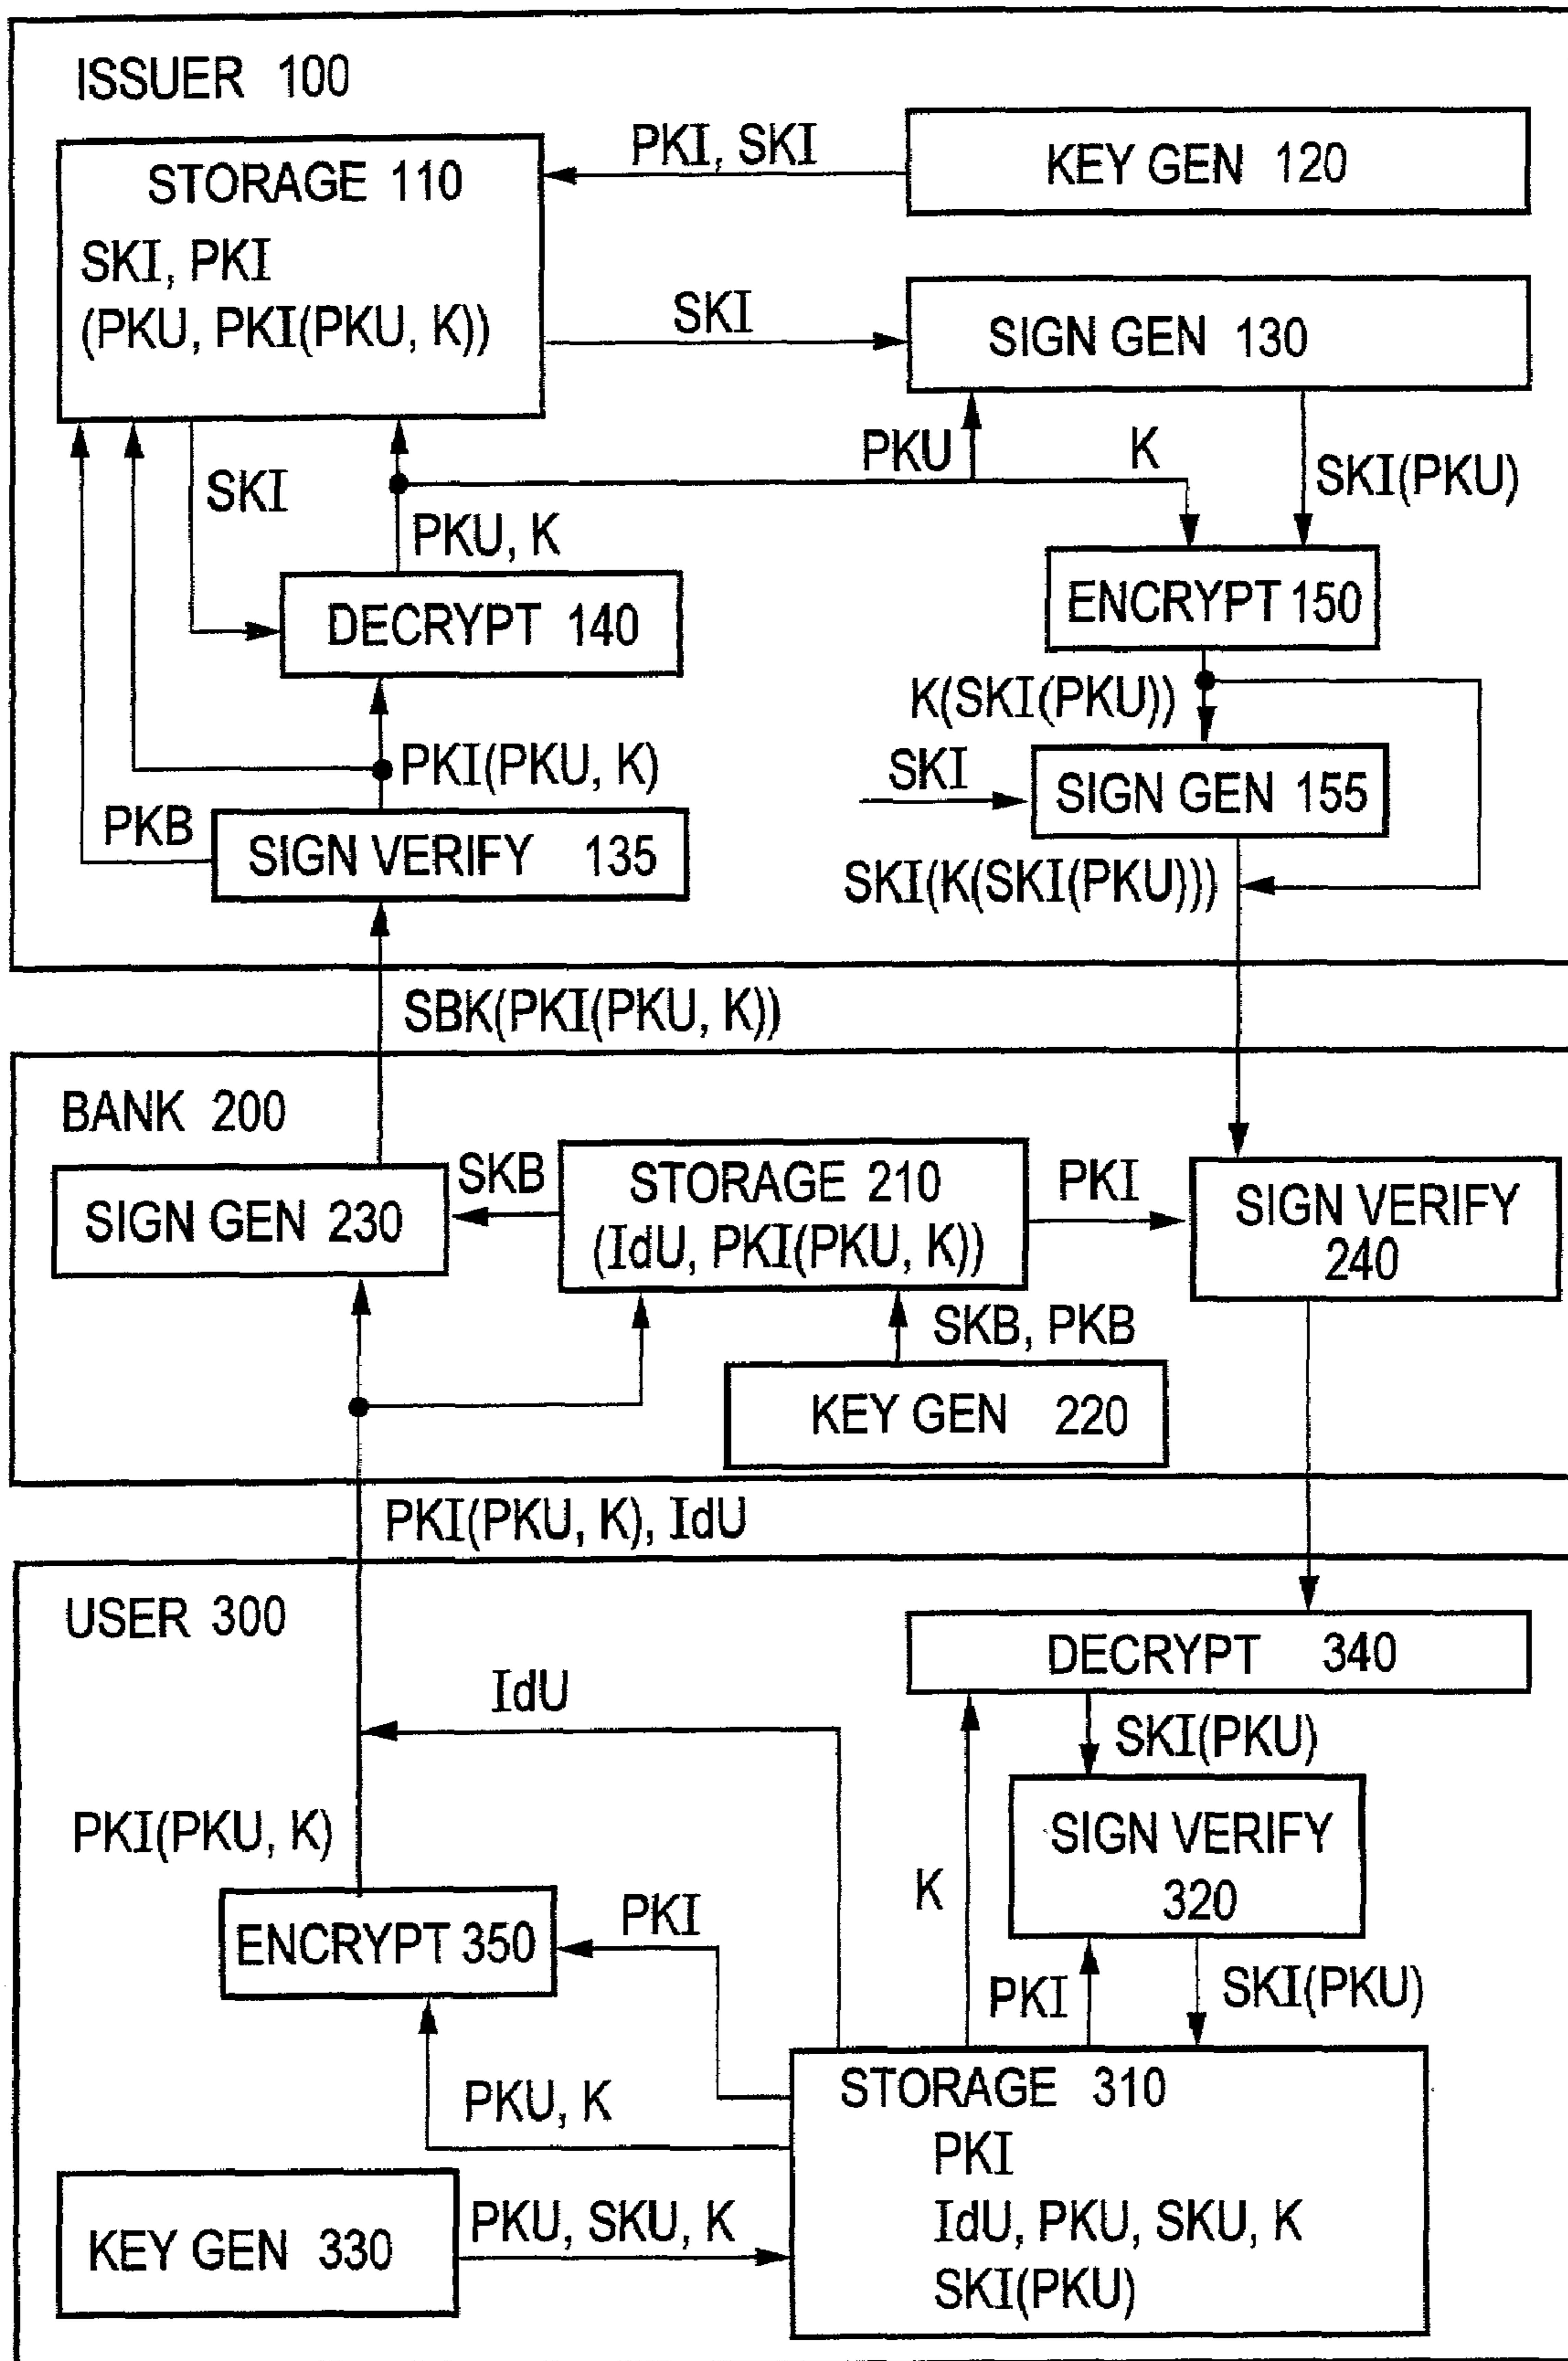 ISSUER 100
STORAGE 110
SKI, PKI
(PKU, PKI(PKU, K))
PKI, SKI
KEY GEN 120
SKI
SIGN GEN 130
SKI
PKU
K
SKI(PKU)
PKU, K
DECRYPT 140
ENCRYPT 150
K(SKI(PKU))
PKI(PKU, K)
SKI
SIGN GEN 155
PKB
SIGN VERIFY 135
SKI(K(SKI(PKU)))
SBK(PKI(PKU, K))
BANK 200
SIGN GEN 230
SKB
STORAGE 210
(IdU, PKI(PKU, K))
PKI
SIGN VERIFY
240
SKB, PKB
KEY GEN 220
PKI(PKU, K), IdU
USER 300
DECRYPT 340
IdU
SKI(PKU)
PKI(PKU, K)
SIGN VERIFY
320
K
PKI
ENCRYPT 350
PKI
SKI(PKU)
PKU, K
STORAGE 310
PKI
IdU, PKU, SKU, K
SKI(PKU)
KEY GEN 330
PKU, SKU, K